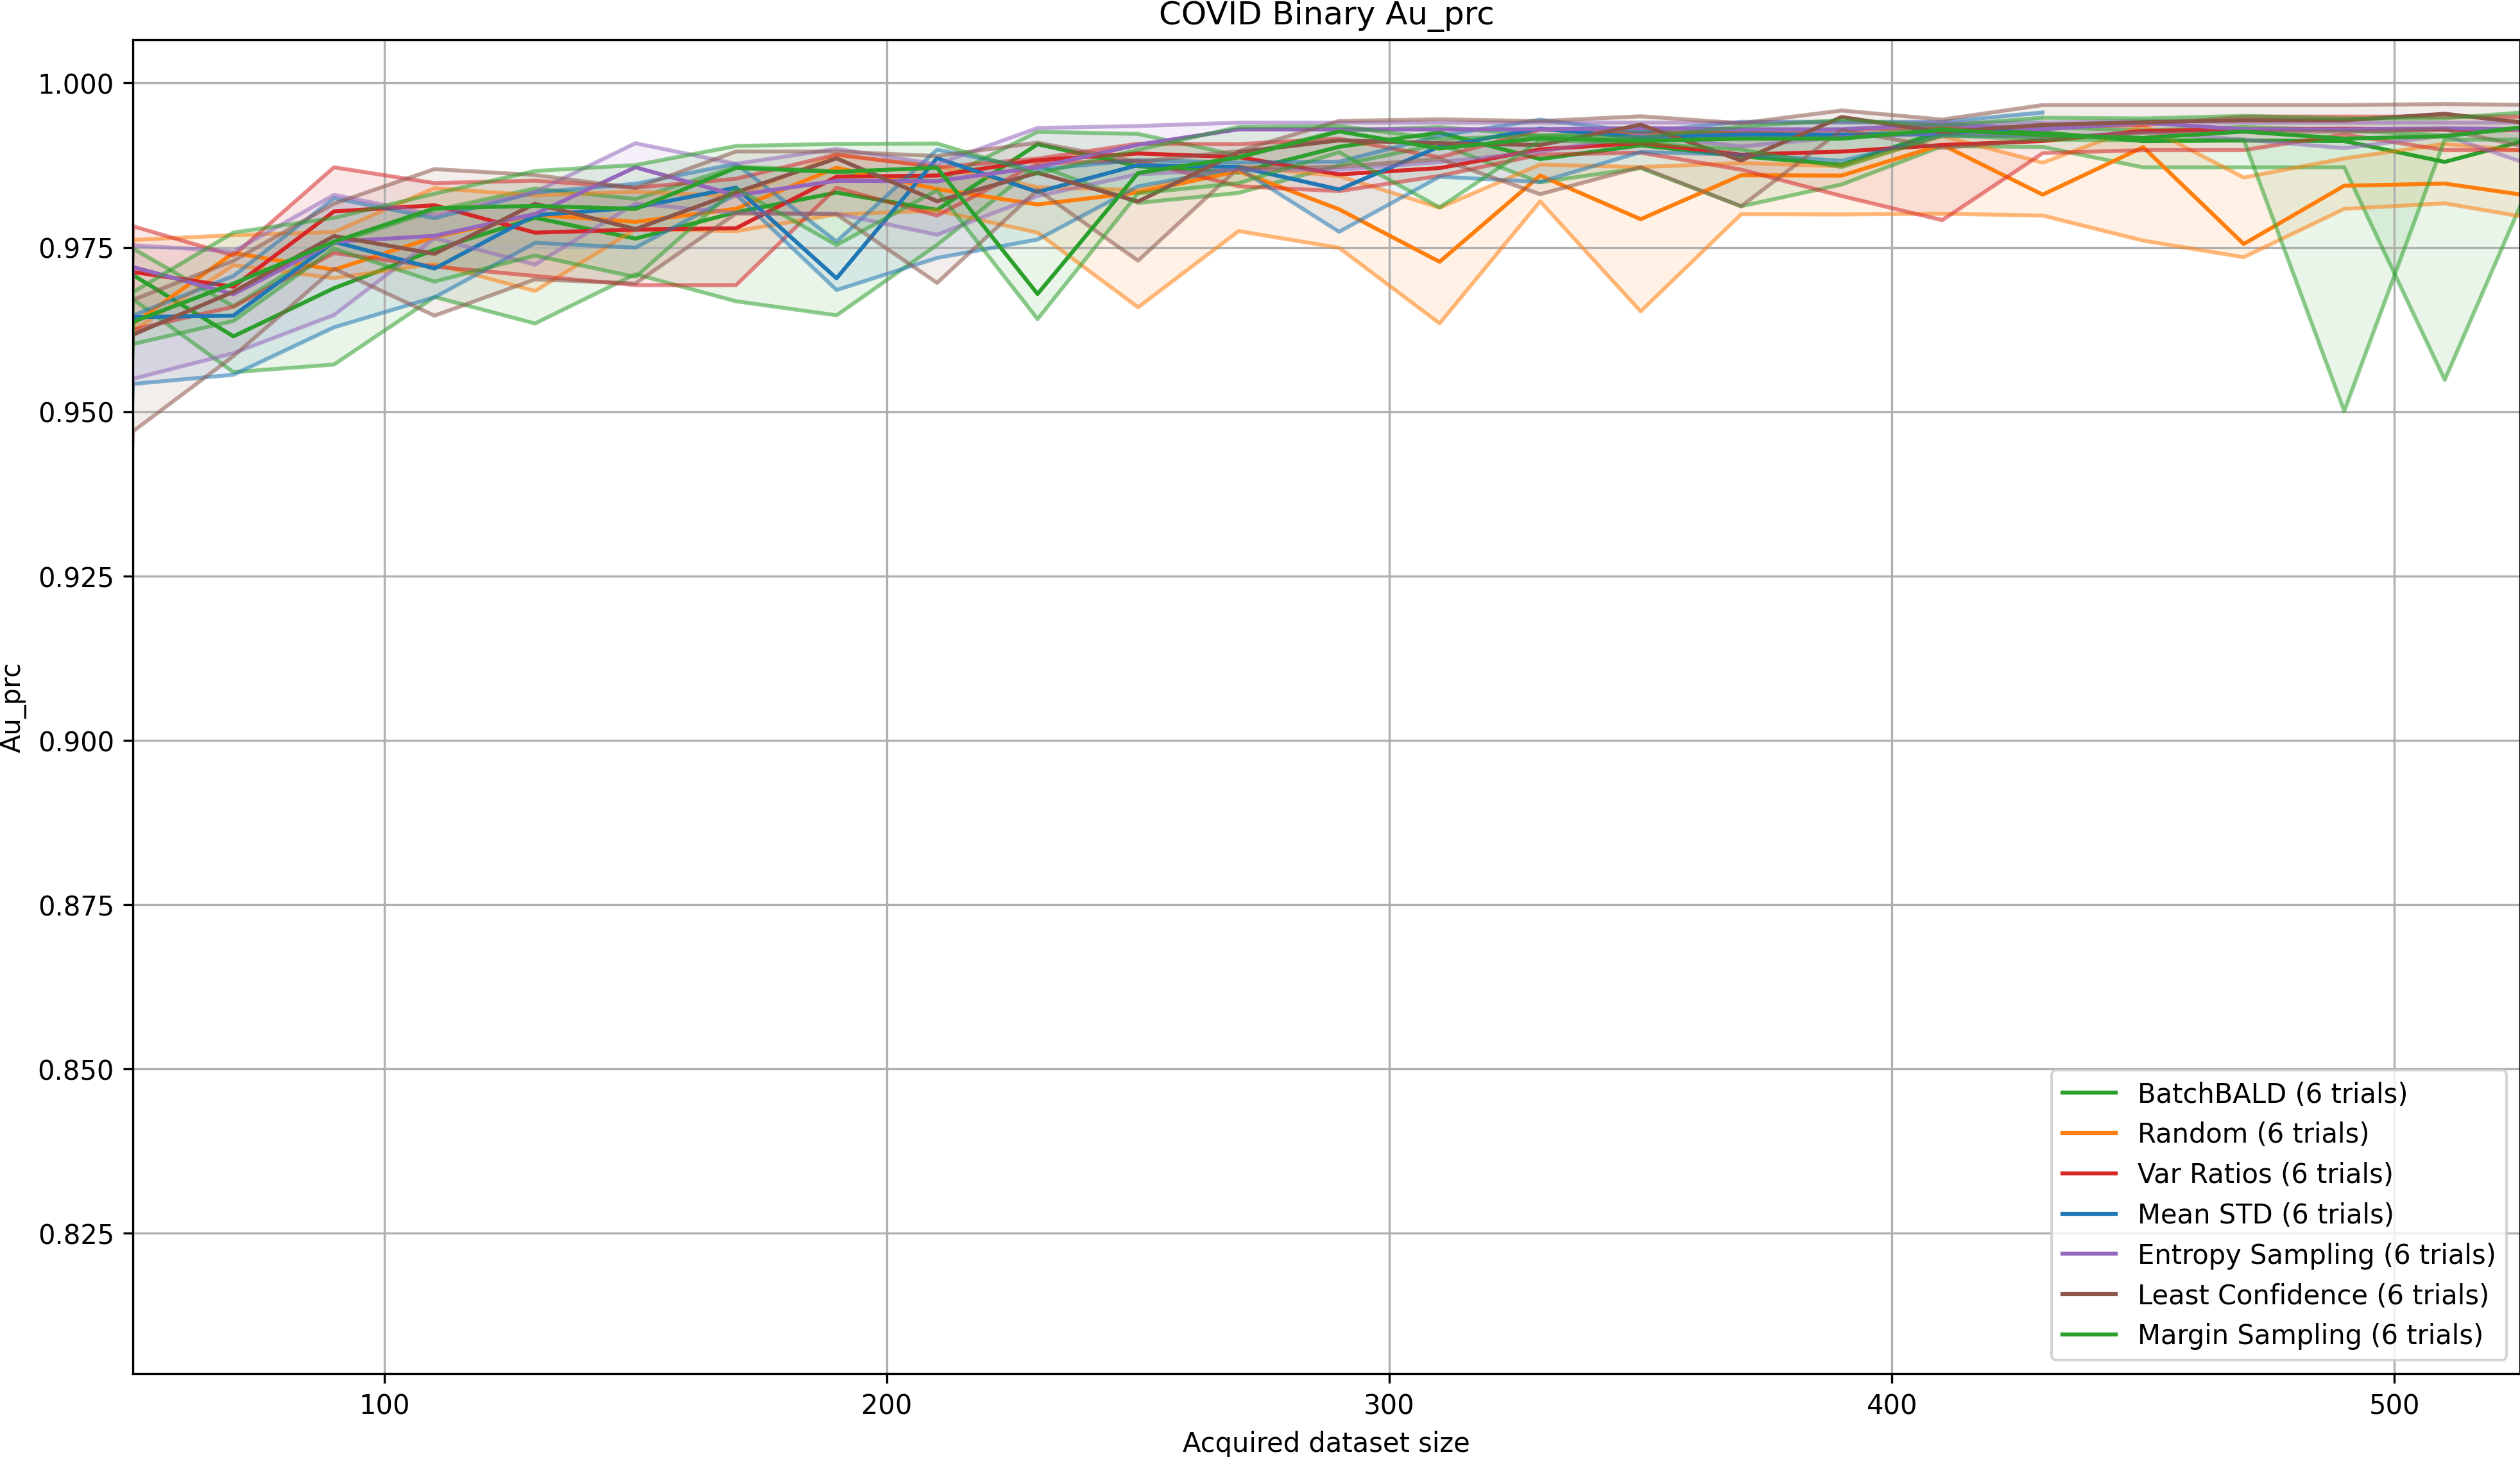 COVID Binary Au_prc
1.000
0.975
0.950
0.925
0.900
0.875
0.850
0.825
Au_prc
100
200
300
400
500
Acquired dataset size
BatchBALD (6 trials)
Random (6 trials)
Var Ratios (6 trials)
Mean STD (6 trials)
Entropy Sampling (6 trials)
Least Confidence (6 trials)
Margin Sampling (6 trials)